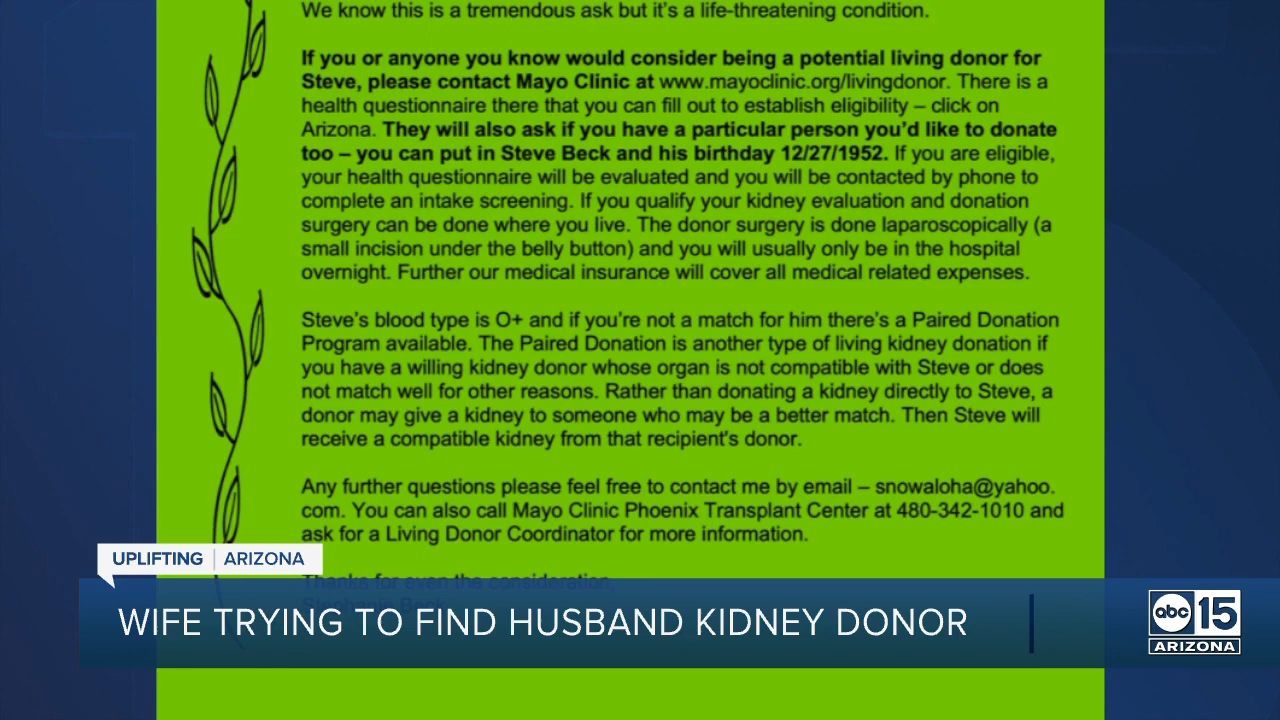 We know this is a tremendous ask but it's a life-threatening condition.
If you or anyone you know would consider being a potential living donor for
Steve, please contact Mayo Clinic at www.mayoclinic.org/livingdonor. There is a
health questionnaire there that you can fill out to establish eligibility – click on
Arizona. They will also ask if you have a particular person you'd like to donate
too – you can put in Steve Beck and his birthday 12/27/1952. If you are eligible,
your health questionnaire will be evaluated and you will be contacted by phone to
complete an intake screening. If you qualify your kidney evaluation and donation
surgery can be done where you live. The donor surgery is done laparoscopically (a
small incision under the belly button) and you will usually only be in the hospital
overnight. Further our medical insurance will cover all medical related expenses.
Steve's blood type is O+ and if you're not a match for him there's a Paired Donation
Program available. The Paired Donation is another type of living kidney donation if
you have a willing kidney donor whose organ is not compatible with Steve or does
not match well for other reasons. Rather than donating a kidney directly to Steve, a
donor may give a kidney to someone who may be a better match. Then Steve will
receive a compatible kidney from that recipient's donor.
Any further questions please feel free to contact me by email – snowaloha@yahoo.
com. You can also call Mayo Clinic Phoenix Transplant Center at 480-342-1010 and
ask for a Living Donor Coordinator for more information.
Thanks for even the consideration,
UPLIFTING | ARIZONA
WIFE TRYING TO FIND HUSBAND KIDNEY DONOR
abc 15
ARIZONA